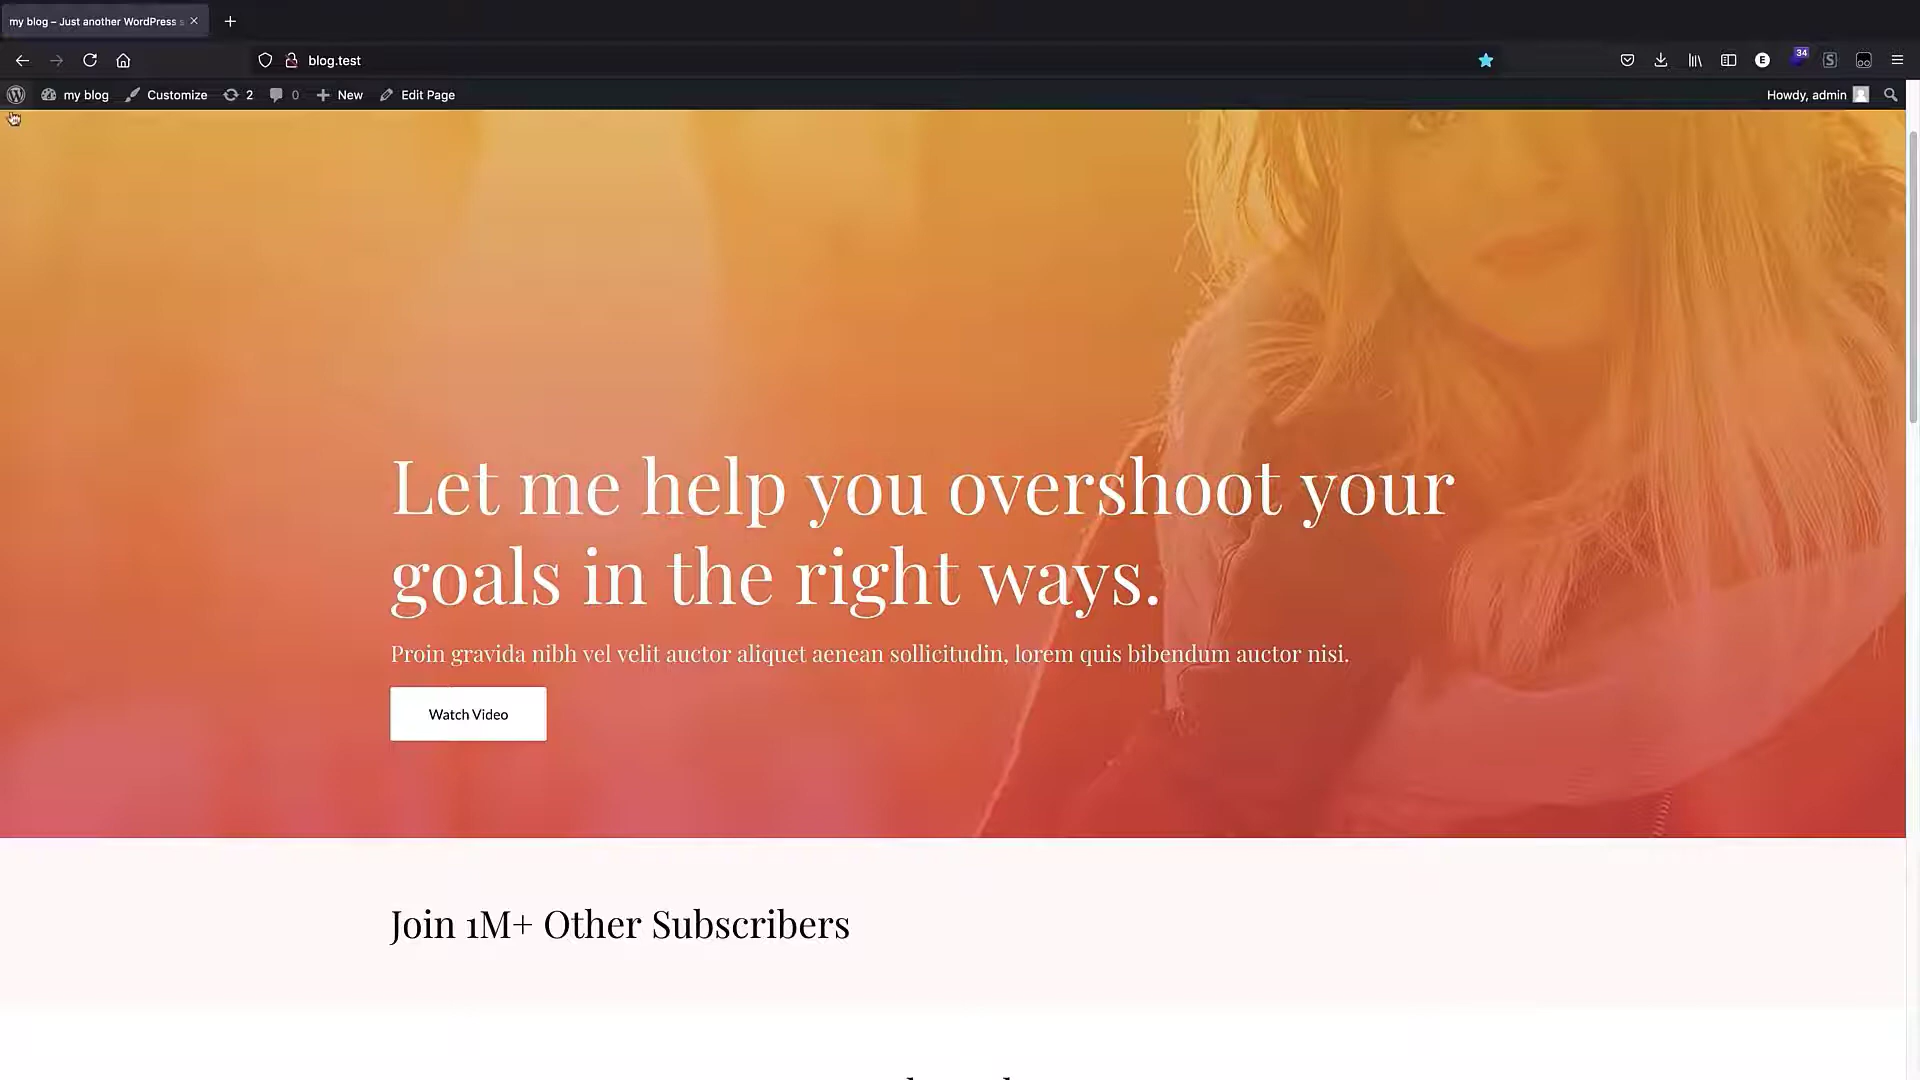 my blog – Just another WordPress s
blog.test
34
my blog
Customize
2
0
New
Edit Page
Howdy, admin
Let me help you overshoot your
goals in the right ways.
Proin gravida nibh vel velit auctor aliquet aenean sollicitudin, lorem quis bibendum auctor nisi.
Watch Video
Join 1M+ Other Subscribers